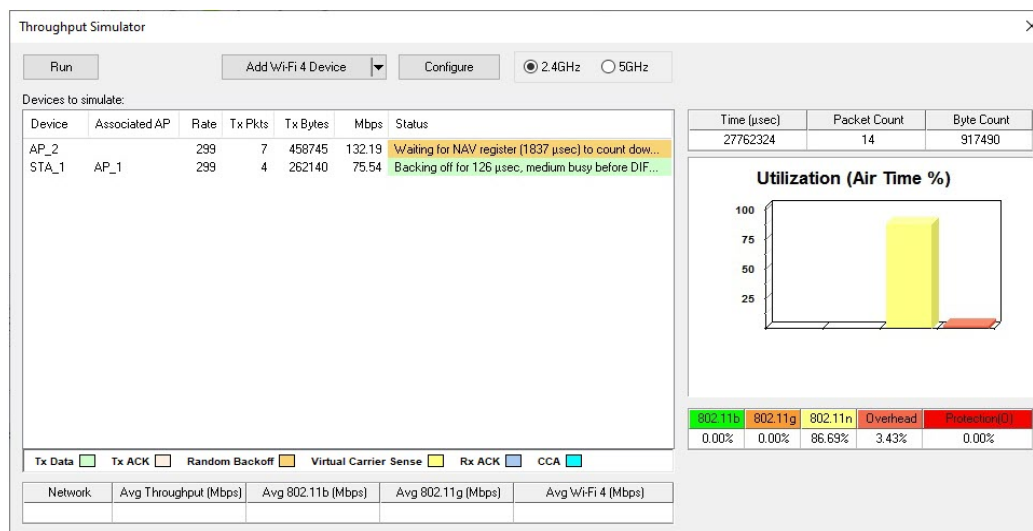 Throughput Simulator
Run Add Wi-Fi 4 Device Configure 2.4GHz 5GHz
Devices to simulate:
Device Associated AP Rate Tx Pkts Tx Bytes Mbps Status
AP_2 299 7 458745 132.19 Waiting for NAV register (1837 µsec) to count dow...
STA_1 AP_1 299 4 262140 75.54 Backing off for 126 µsec, medium busy before DIF...
Tx Data Tx ACK Random Backoff Virtual Carrier Sense Rx ACK CCA
Network Avg Throughput (Mbps) Avg 802.11b (Mbps) Avg 802.11g (Mbps) Avg Wi-Fi 4 (Mbps)
Time (µsec) Packet Count Byte Count
27762324 14 917490
Utilization (Air Time %)
100
75
50
25
802.11b 802.11g 802.11n Overhead Protection(0)
0.00% 0.00% 86.69% 3.43% 0.00%